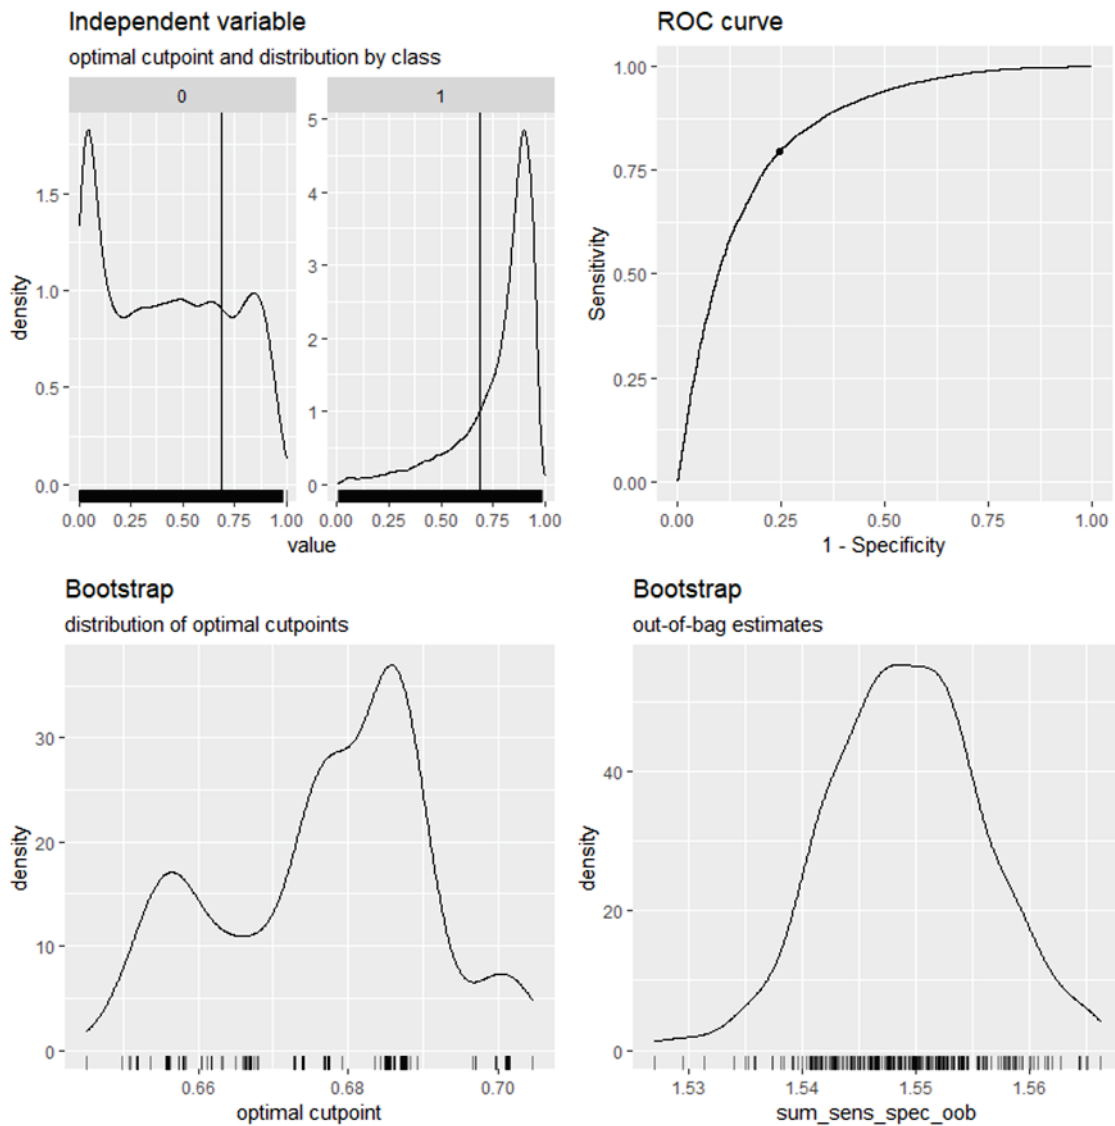 Independent variable
optimal cutpoint and distribution by class
0
1
density
0.0
0.5
1.0
1.5
0.00 0.25 0.50 0.75 1.00
0
1
2
3
4
5
0.00 0.25 0.50 0.75 1.00
value
ROC curve
Sensitivity
1.00
0.75
0.50
0.25
0.00
0.00 0.25 0.50 0.75 1.00
1 - Specificity
Bootstrap
distribution of optimal cutpoints
density
30
20
10
0
0.66 0.68 0.70
optimal cutpoint
Bootstrap
out-of-bag estimates
density
40
20
0
1.53 1.54 1.55 1.56
sum_sens_spec_oob